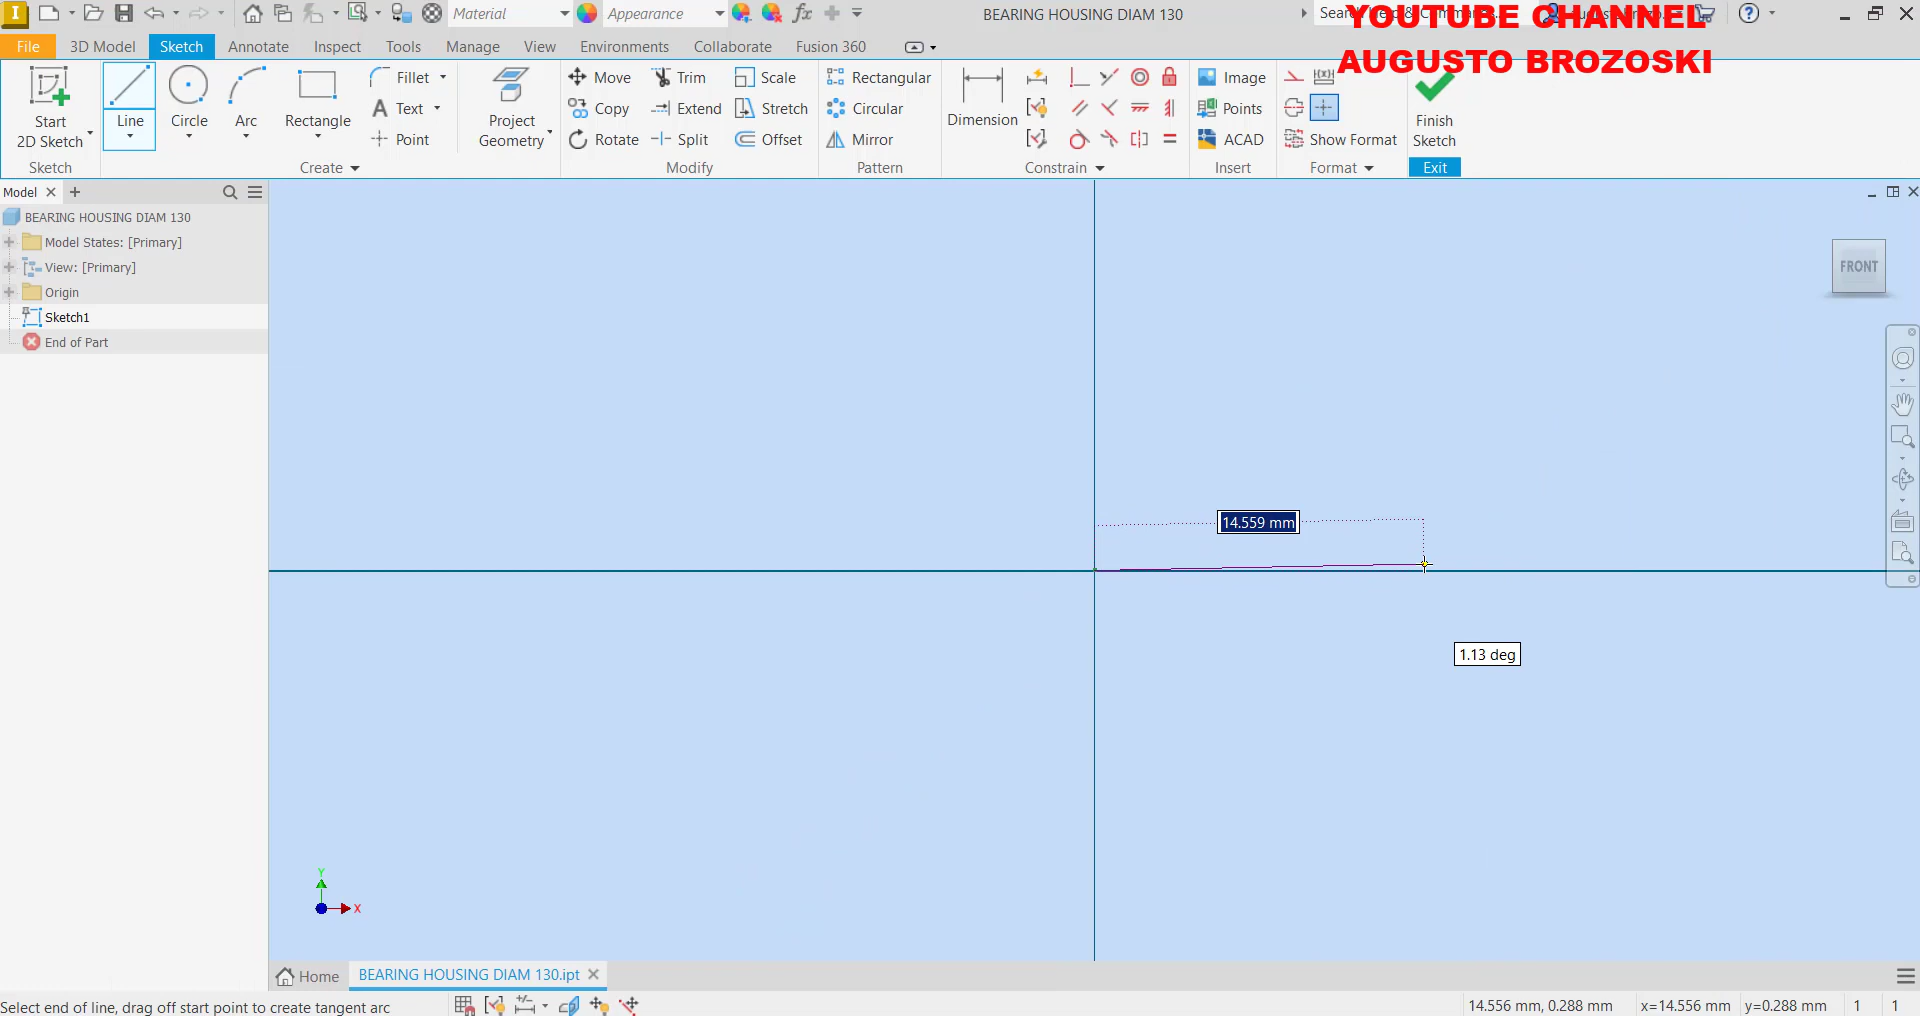 Material
Appearance
BEARING HOUSING DIAM 130
YOUTUBE CHANNEL
AUGUSTO BROZOSKI
File
3D Model
Sketch
Annotate
Inspect
Tools
Manage
View
Environments
Collaborate
Fusion 360
Start
2D Sketch
Line
Circle
Arc
Rectangle
Fillet
Text
Point
Project
Geometry
Move
Copy
Rotate
Trim
Extend
Split
Scale
Stretch
Offset
Rectangular
Circular
Mirror
Dimension
Image
Points
ACAD
Show Format
Finish
Sketch
Sketch
Create
Modify
Pattern
Constrain
Insert
Format
Exit
Model
BEARING HOUSING DIAM 130
Model States: [Primary]
View: [Primary]
Origin
Sketch1
End of Part
FRONT
14.559 mm
1.13 deg
Y
X
Home
BEARING HOUSING DIAM 130.ipt
Select end of line, drag off start point to create tangent arc
14.556 mm, 0.288 mm
x=14.556 mm
y=0.288 mm
1
1